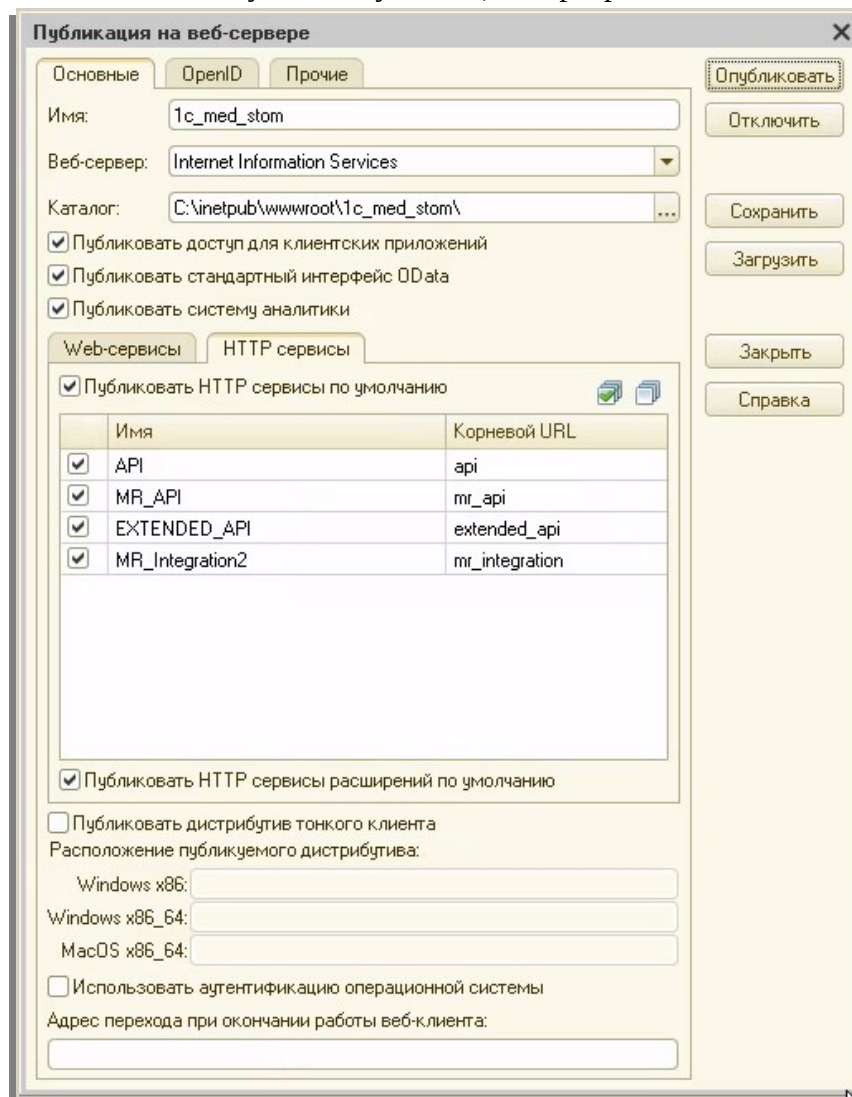 Публикация на веб-сервере
Основные OpenID Прочие
Опубликовать
Имя: 1c_med_stom
Отключить
Веб-сервер: Internet Information Services
Каталог: C:\inetpub\wwwroot\1c_med_stom\ ...
Сохранить
Публиковать доступ для клиентских приложений
Загрузить
Публиковать стандартный интерфейс OData
Публиковать систему аналитики
Web-сервисы HTTP сервисы
Закрыть
Публиковать HTTP сервисы по умолчанию
Справка
Имя Корневой URL
API api
MR_API mr_api
EXTENDED_API extended_api
MR_Integration2 mr_integration
Публиковать HTTP сервисы расширений по умолчанию
Публиковать дистрибутив тонкого клиента
Расположение публикуемого дистрибутива:
Windows x86:
Windows x86_64:
MacOS x86_64:
Использовать аутентификацию операционной системы
Адрес перехода при окончании работы веб-клиента: